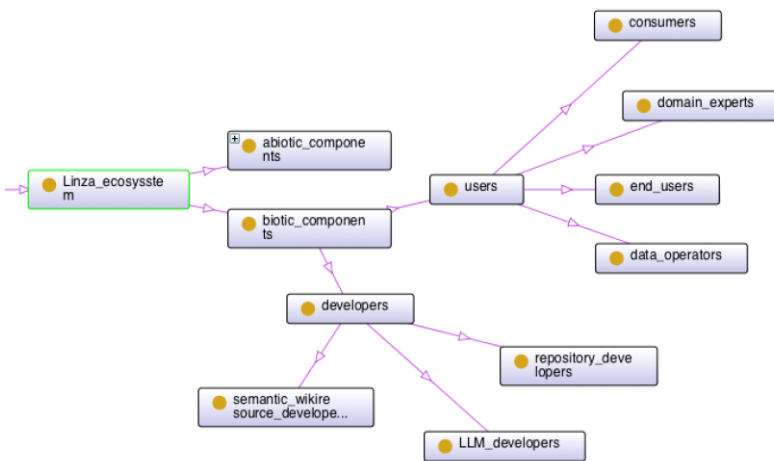 consumers
domain_experts
abiotic_compone
nts
Linza_ecosysste
m
users
end_users
biotic_componen
ts
data_operators
developers
repository_deve
lopers
semantic_wikire
source_develope...
LLM_developers